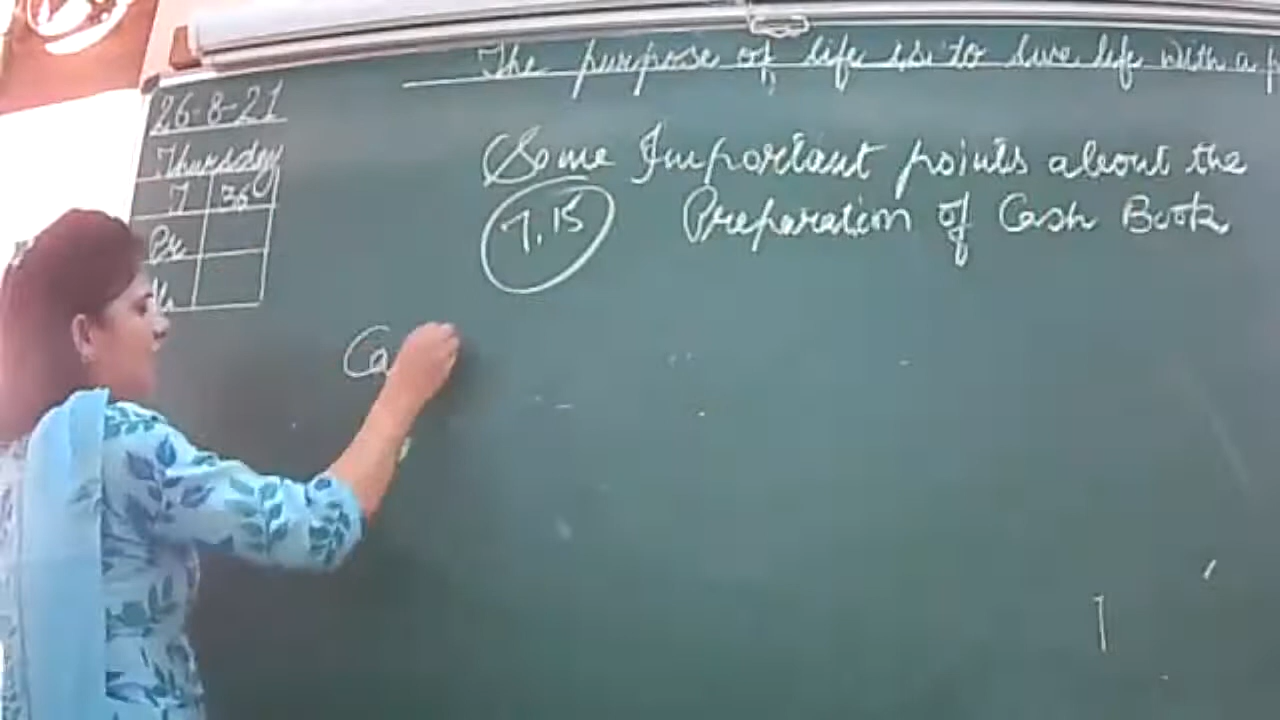 The purpose of life is to live life with a p
26-8-21
Thursday
T 36
Pr
Some Important points about the
7.15 Preparation of Cash Book
Ca